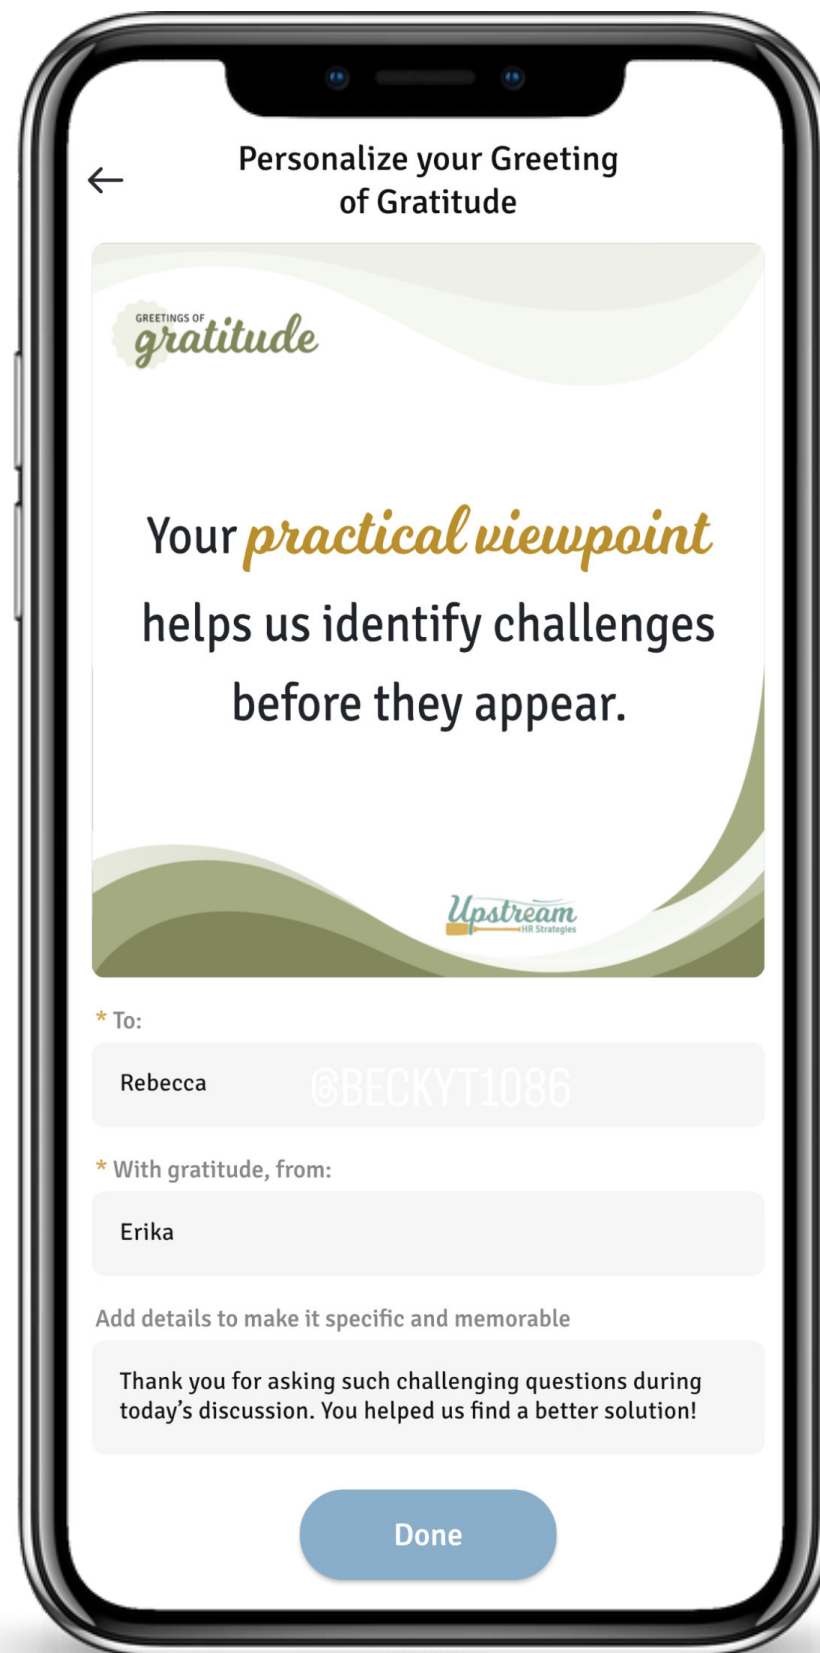 Personalize your Greeting
of Gratitude
GREETINGS OF
gratitude
Your practical viewpoint
helps us identify challenges
before they appear.
Upstream
HR Strategies
* To:
Rebecca
@BECKYT1086
* With gratitude, from:
Erika
Add details to make it specific and memorable
Thank you for asking such challenging questions during
today's discussion. You helped us find a better solution!
Done